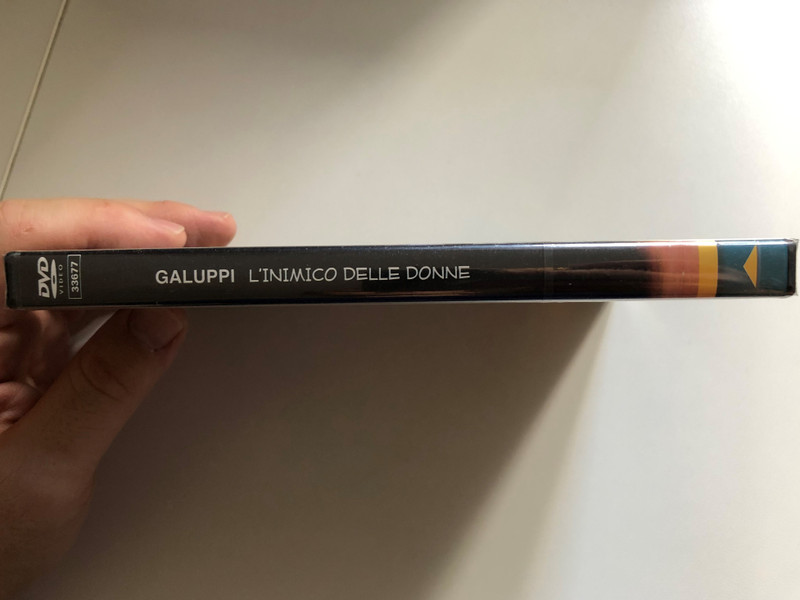 DVD
VIDEO
33677
GALUPPI L'INIMICO DELLE DONNE